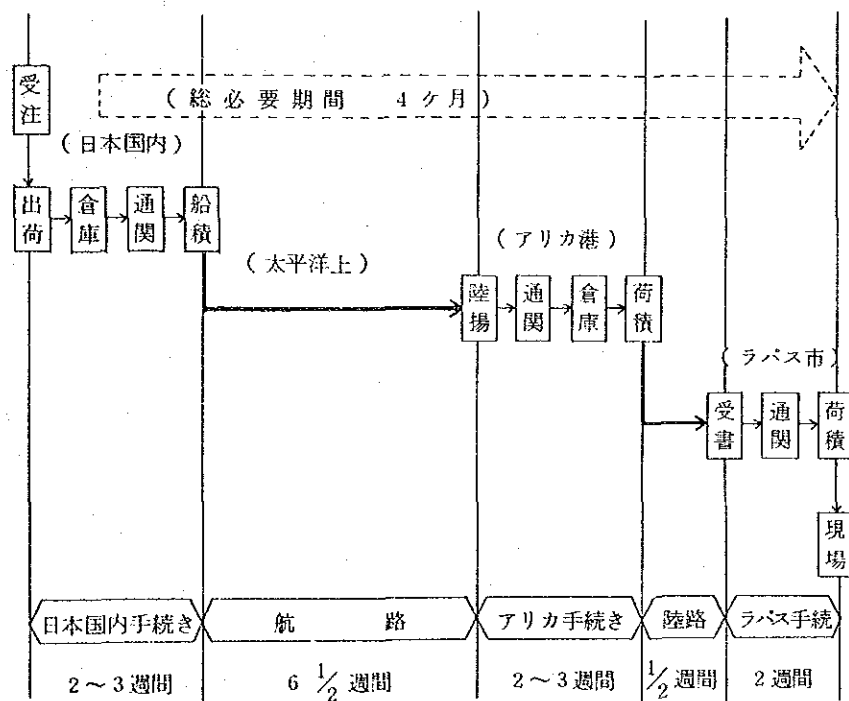 受注
(総必要期間 4ケ月)
(日本国内)
出荷
倉庫
通関
船積
(太平洋上)
(アリカ港)
陸揚
通関
倉庫
荷積
(ラパス市)
受書
通関
荷積
現場
日本国内手続き
航路
アリカ手続き
陸路
ラパス手続
2～3週間
6 1/2 週間
2～3週間
1/2週間
2週間